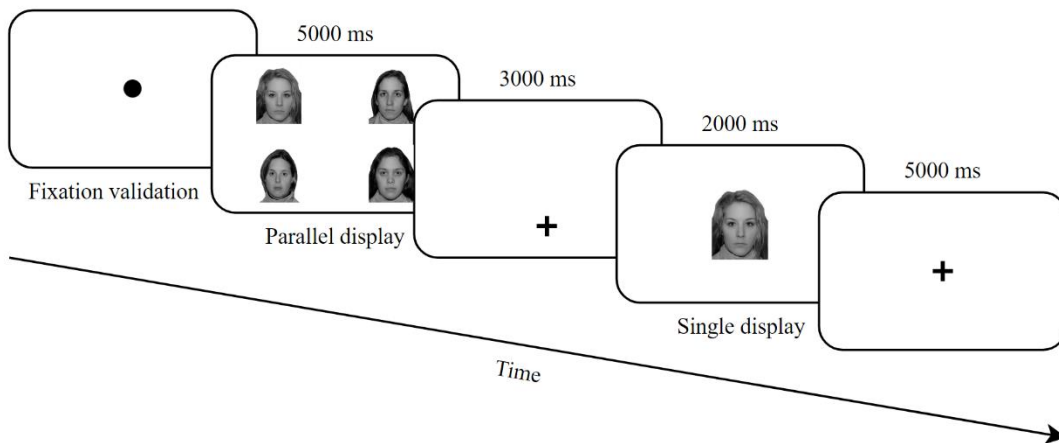 5000 ms
3000 ms
2000 ms
5000 ms
Fixation validation
Parallel display
Single display
Time